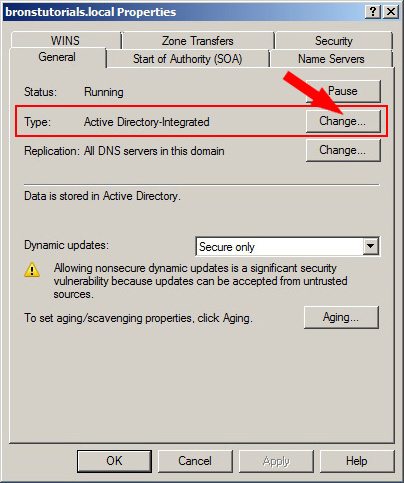 bronstutorials.local Properties
WINS Zone Transfers Security
General Start of Authority (SOA) Name Servers
Status: Running Pause
Type: Active Directory-Integrated Change...
Replication: All DNS servers in this domain Change...
Data is stored in Active Directory.
Dynamic updates: Secure only
Allowing nonsecure dynamic updates is a significant security
vulnerability because updates can be accepted from untrusted
sources.
To set aging/scavenging properties, click Aging. Aging...
OK Cancel Apply Help